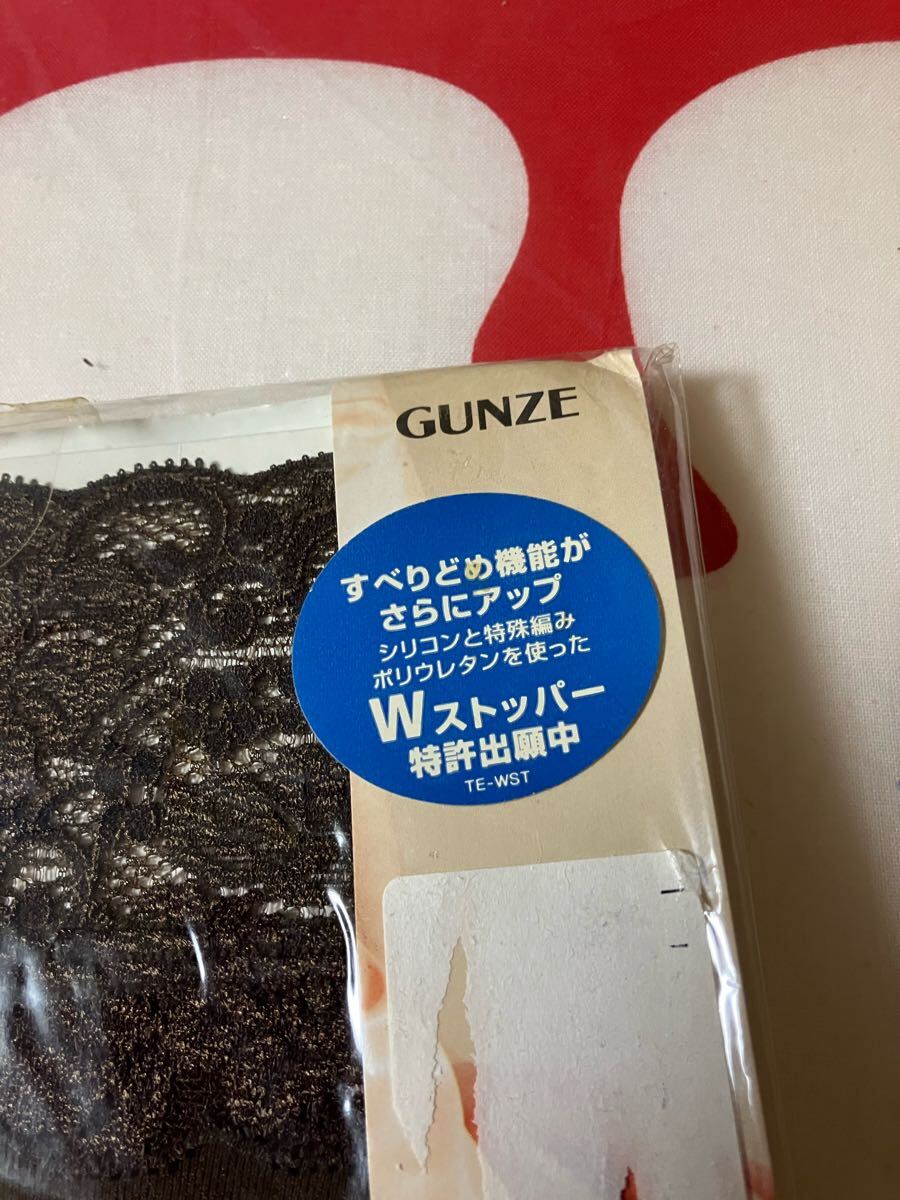 GUNZE
すべりどめ機能が
さらにアップ
シリコンと特殊編み
ポリウレタンを使った
Wストッパー
特許出願中
TE-WST